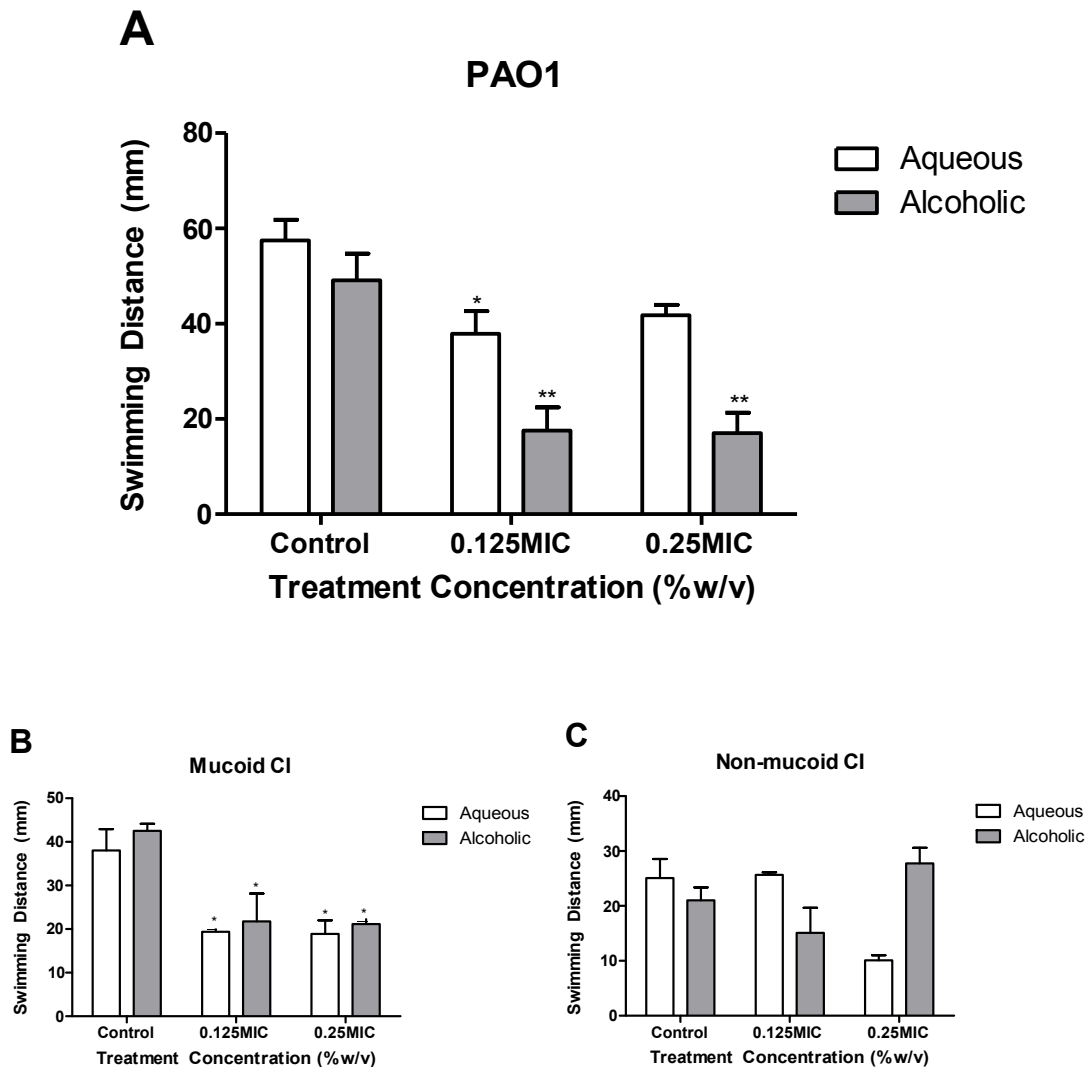 A
PAO1
80
60
40
20
0
Swimming Distance (mm)
*
**
**
Aqueous
Alcoholic
Control 0.125MIC 0.25MIC
Treatment Concentration (%w/v)
B
Mucoid CI
50
40
30
20
10
0
Swimming Distance (mm)
* * * *
Aqueous
Alcoholic
Control 0.125MIC 0.25MIC
Treatment Concentration (%w/v)
C
Non-mucoid CI
40
30
20
10
0
Swimming Distance (mm)
Aqueous
Alcoholic
Control 0.125MIC 0.25MIC
Treatment Concentration (%w/v)